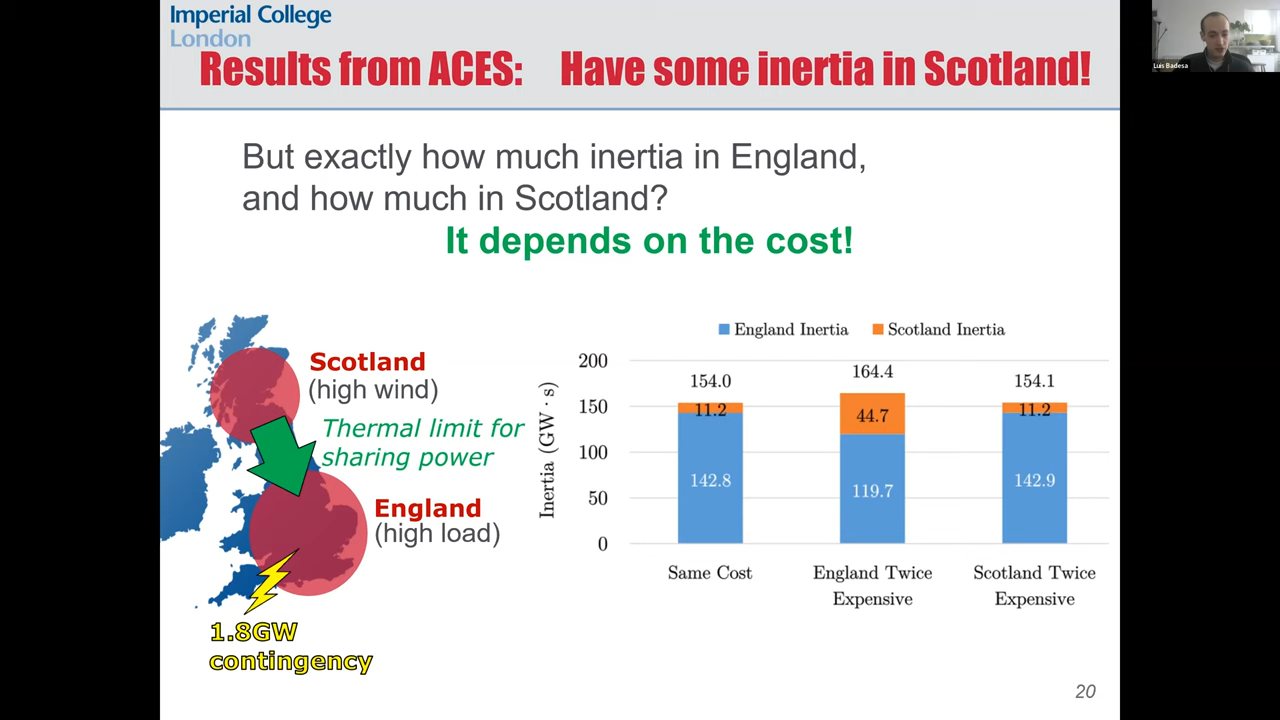 Imperial College
London
Results from ACES: Have some inertia in Scotland!
Luis Badesa
But exactly how much inertia in England,
and how much in Scotland?
It depends on the cost!
Scotland
(high wind)
Thermal limit for
sharing power
England
(high load)
1.8GW
contingency
England Inertia Scotland Inertia
Inertia (GW · s)
200
150
100
50
0
154.0
11.2
142.8
164.4
44.7
119.7
154.1
11.2
142.9
Same Cost
England Twice
Expensive
Scotland Twice
Expensive
20